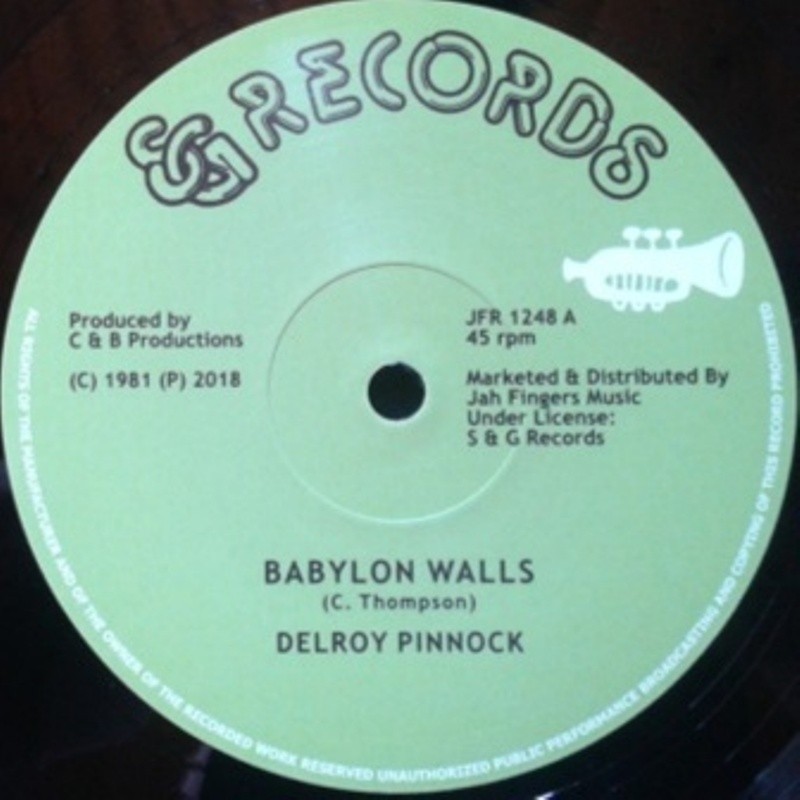 SG RECORDS
Produced by
C & B Productions
(C) 1981 (P) 2018
JFR 1248 A
45 rpm
Marketed & Distributed By
Jah Fingers Music
Under License:
S & G Records
BABYLON WALLS
(C. Thompson)
DELROY PINNOCK
ALL RIGHTS OF THE MANUFACTURER AND OF THE OWNER OF THE RECORDED WORK RESERVED UNAUTHORIZED PUBLIC PERFORMANCE BROADCASTING AND COPYING OF THIS RECORD PROHIBITED